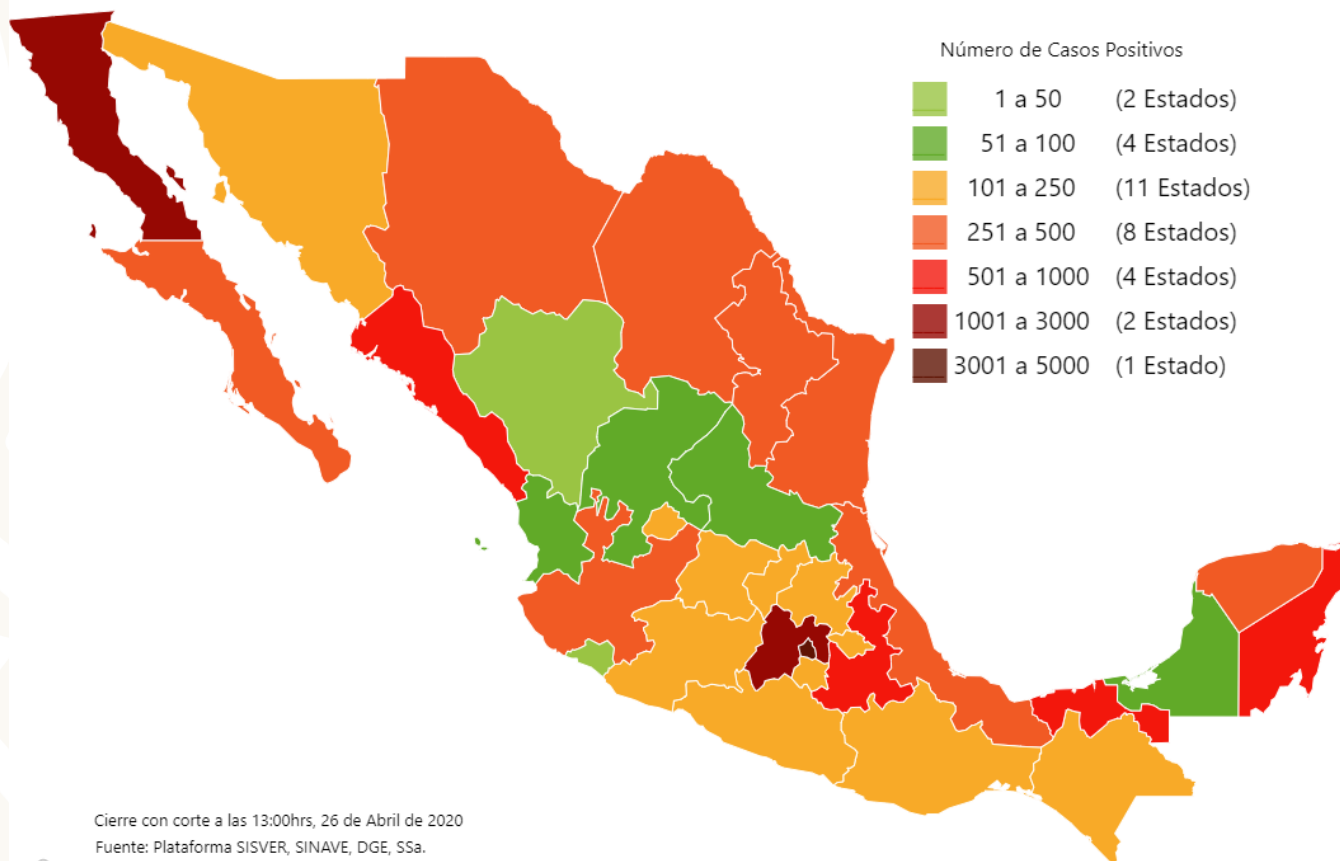 Número de Casos Positivos
1 a 50 (2 Estados)
51 a 100 (4 Estados)
101 a 250 (11 Estados)
251 a 500 (8 Estados)
501 a 1000 (4 Estados)
1001 a 3000 (2 Estados)
3001 a 5000 (1 Estado)
Cierre con corte a las 13:00hrs, 26 de Abril de 2020
Fuente: Plataforma SISVER, SINAVE, DGE, SSa.